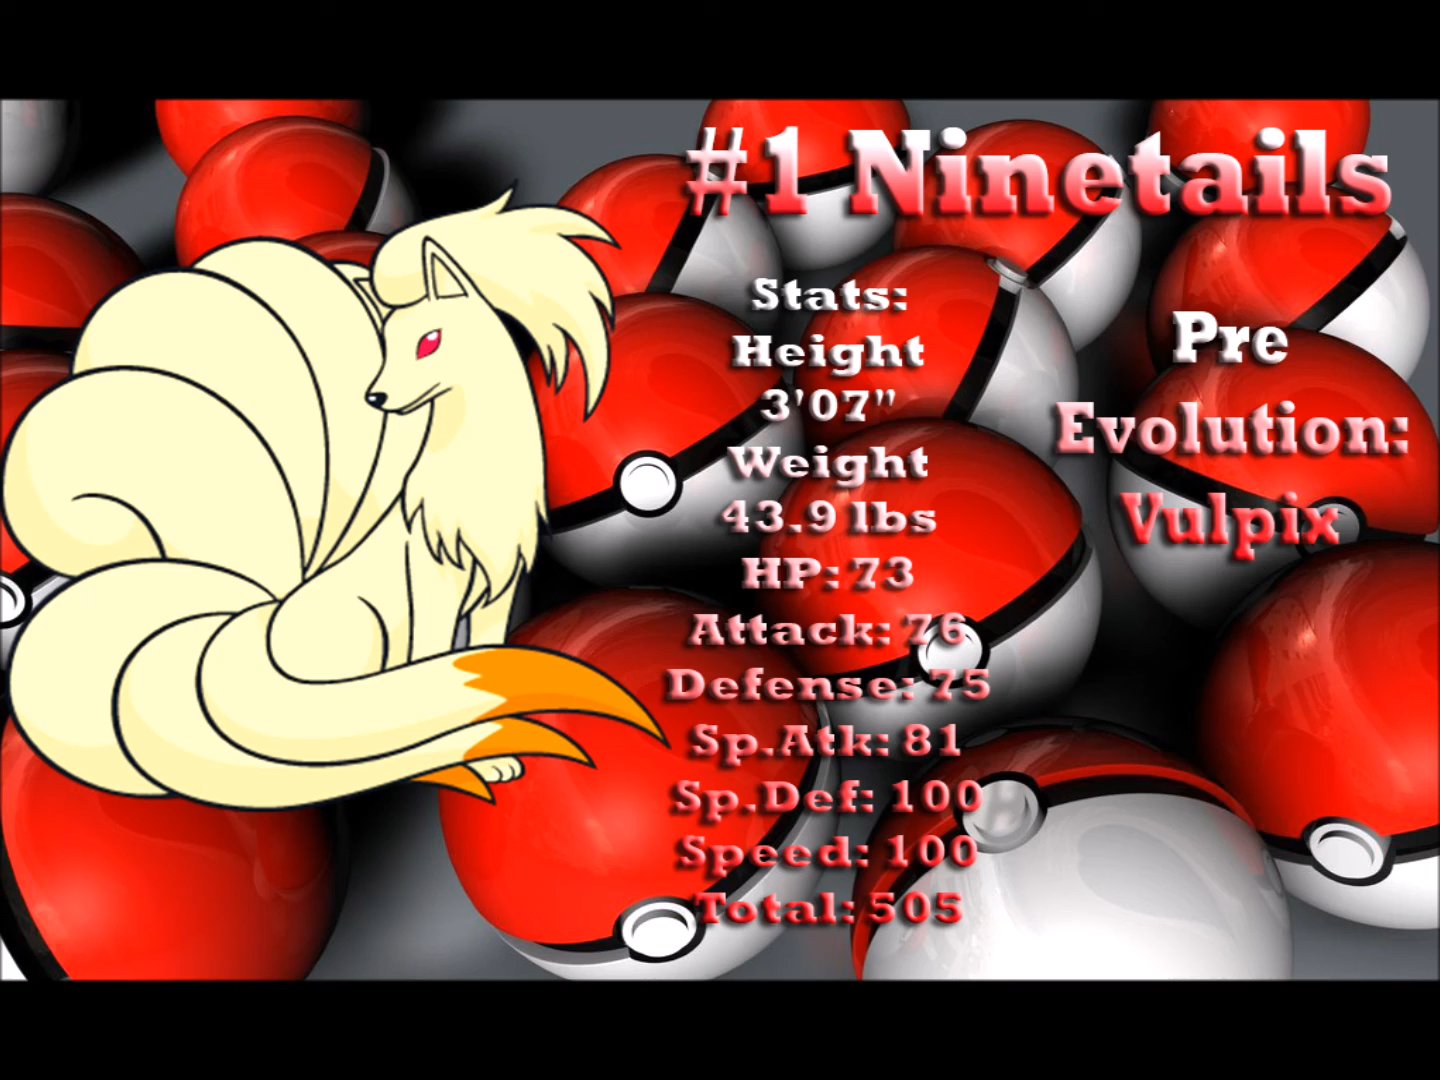 #1 Ninetails
Stats:
Height
3'07"
Weight
43.9 lbs
HP: 73
Attack: 76
Defense: 75
Sp.Atk: 81
Sp.Def: 100
Speed: 100
Total: 505
Pre
Evolution:
Vulpix